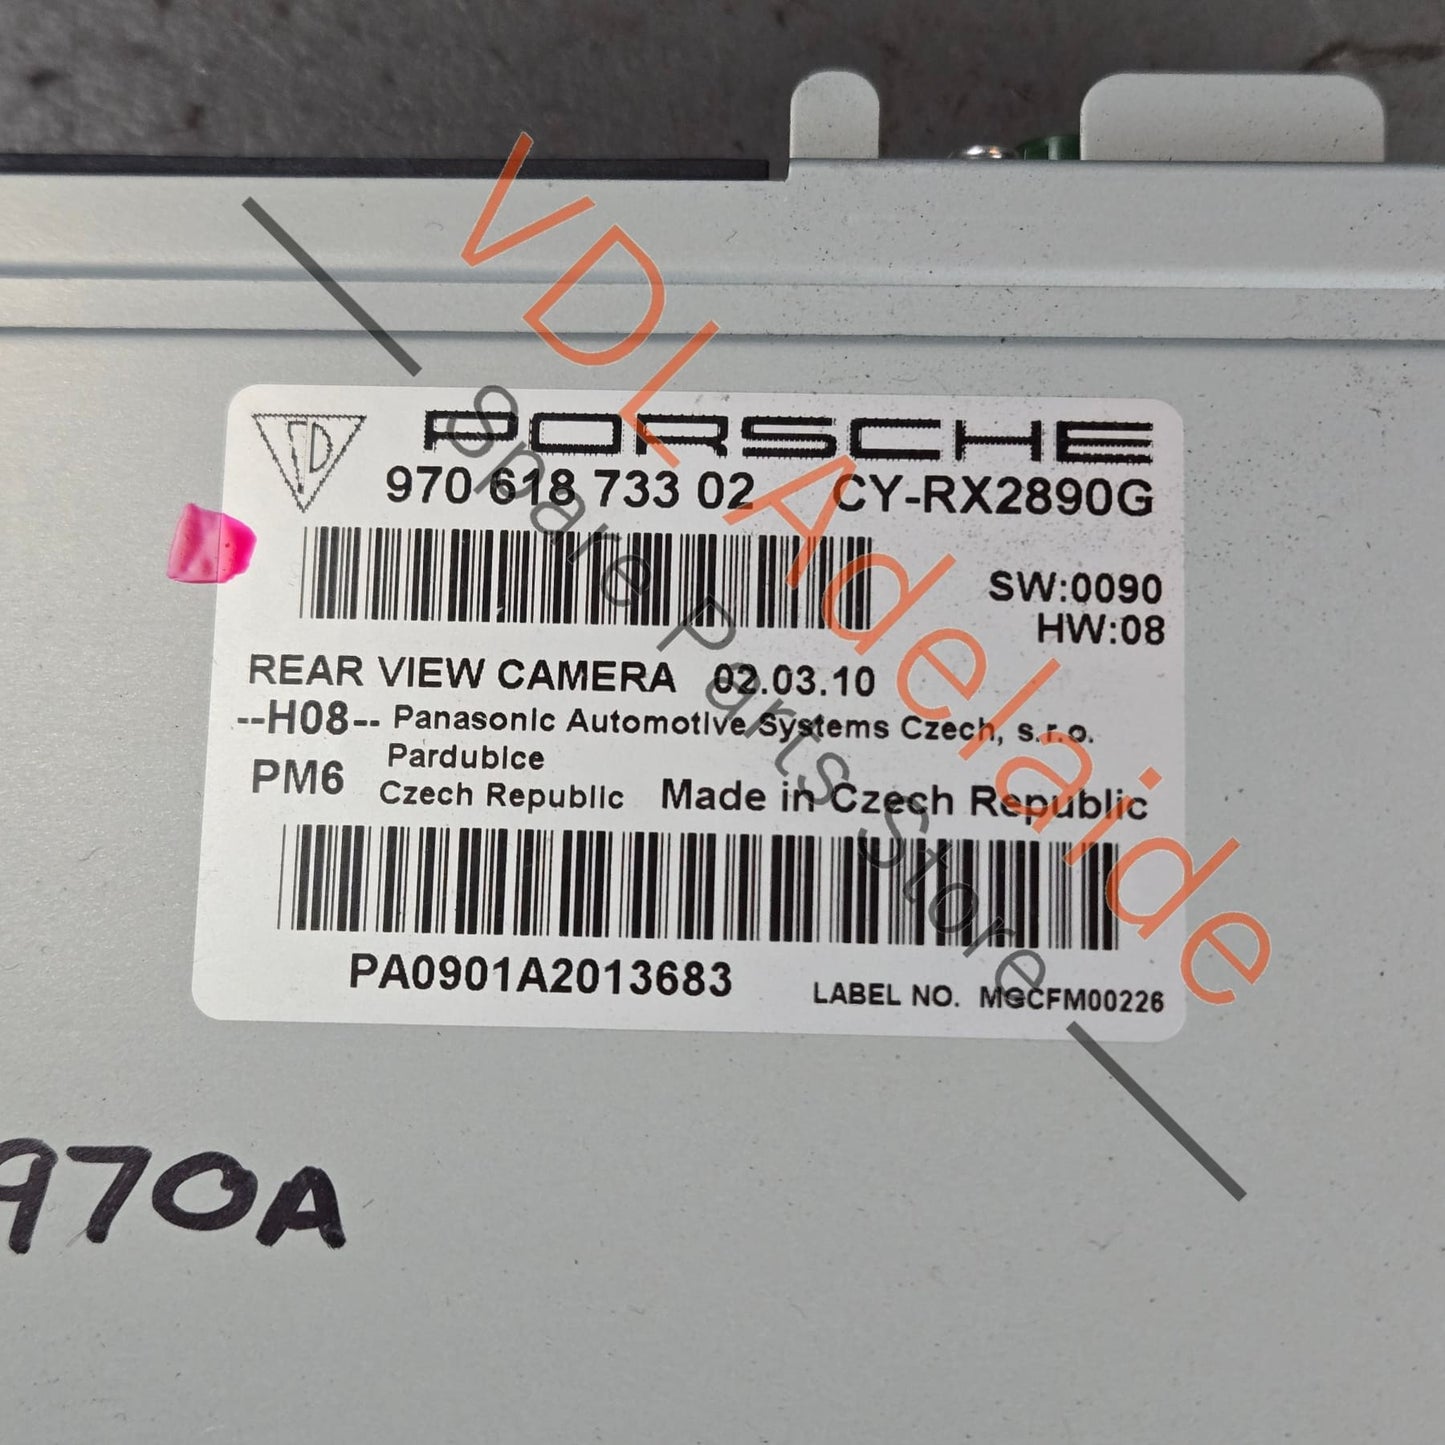 PORSCHE
970 618 733 02 CY-RX2890G
SW:0090
HW:08
REAR VIEW CAMERA 02.03.10
--H08-- Panasonic Automotive Systems Czech, s.r.o.
Pardubice
PM6 Czech Republic Made in Czech Republic
PA0901A2013683 LABEL NO. MGCFM00226
970A
VDL Adelaide
Spare Parts Store